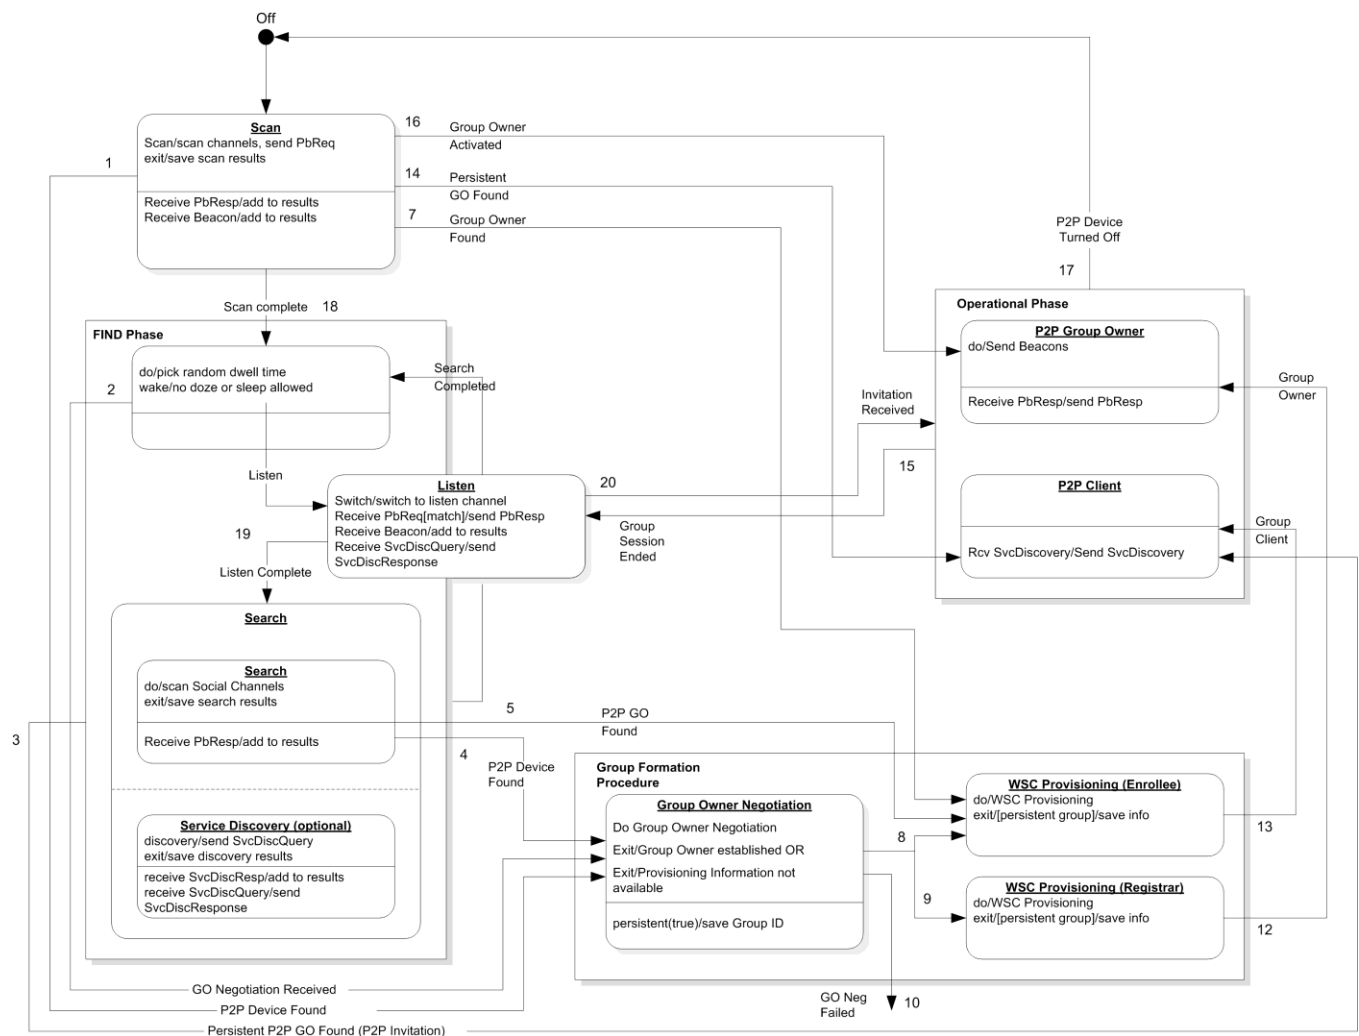 Off
Scan
Scan/scan channels, send PbReq
exit/save scan results
Receive PbResp/add to results
Receive Beacon/add to results
1
16
Group Owner
Activated
14
Persistent
GO Found
7
Group Owner
Found
P2P Device
Turned Off
17
Scan complete
18
FIND Phase
do/pick random dwell time
wake/no doze or sleep allowed
2
Search
Completed
Listen
Listen
Switch/switch to listen channel
Receive PbReq[match]/send PbResp
Receive Beacon/add to results
Receive SvcDiscQuery/send
SvcDiscResponse
19
Listen Complete
20
Invitation
Received
15
Group
Session
Ended
Operational Phase
P2P Group Owner
do/Send Beacons
Receive PbResp/send PbResp
Group
Owner
P2P Client
Rcv SvcDiscovery/Send SvcDiscovery
Group
Client
Search
Search
do/scan Social Channels
exit/save search results
Receive PbResp/add to results
3
5
P2P GO
Found
4
P2P Device
Found
Service Discovery (optional)
discovery/send SvcDiscQuery
exit/save discovery results
receive SvcDiscResp/add to results
receive SvcDiscQuery/send
SvcDiscResponse
Group Formation
Procedure
Group Owner Negotiation
Do Group Owner Negotiation
Exit/Group Owner established OR
Exit/Provisioning Information not
available
persistent(true)/save Group ID
8
9
WSC Provisioning (Enrollee)
do/WSC Provisioning
exit/[persistent group]/save info
13
WSC Provisioning (Registrar)
do/WSC Provisioning
exit/[persistent group]/save info
12
GO Neg
Failed
10
GO Negotiation Received
P2P Device Found
Persistent P2P GO Found (P2P Invitation)